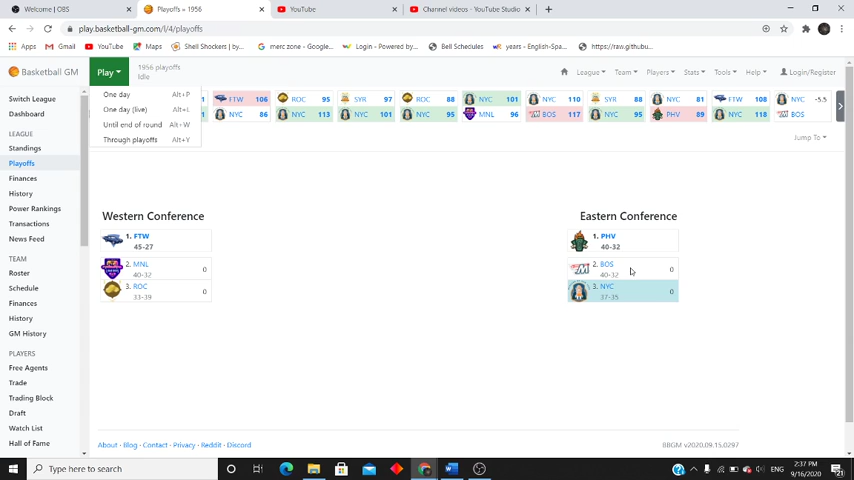 Welcome | OBS
Playoffs » 1956
YouTube
Channel videos - YouTube Studio
play.basketball-gm.com/l/4/playoffs
Apps
Gmail
YouTube
Maps
Shell Shockers | by...
merc zone - Google...
Login - Powered by...
Bell Schedules
years - English-Spa...
https://raw.githubu...
Basketball GM
Play
1956 playoffs
Idle
League
Team
Players
Stats
Tools
Help
Login/Register
One day Alt+P
One day (live) Alt+L
Until end of round Alt+W
Through playoffs Alt+Y
1 FTW 106 ROC 95 SYR 97 ROC 88 NYC 101 NYC 110 SYR 88 NYC 81 FTW 108 NYC -5.5
NYC 86 NYC 113 NYC 101 NYC 95 MNL 96 BOS 117 NYC 95 PHV 89 NYC 118 BOS
Jump To
Switch League
Dashboard
LEAGUE
Standings
Playoffs
Finances
History
Power Rankings
Transactions
News Feed
TEAM
Roster
Schedule
Finances
History
GM History
PLAYERS
Free Agents
Trade
Trading Block
Draft
Watch List
Hall of Fame
Western Conference
1. FTW
45-27
2. MNL 0
40-32
3. ROC 0
33-39
Eastern Conference
1. PHV
40-32
2. BOS 0
40-32
3. NYC 0
37-35
About · Blog · Contact · Privacy · Reddit · Discord
BBGM v2020.09.15.0297
Type here to search
2:37 PM
9/16/2020
21